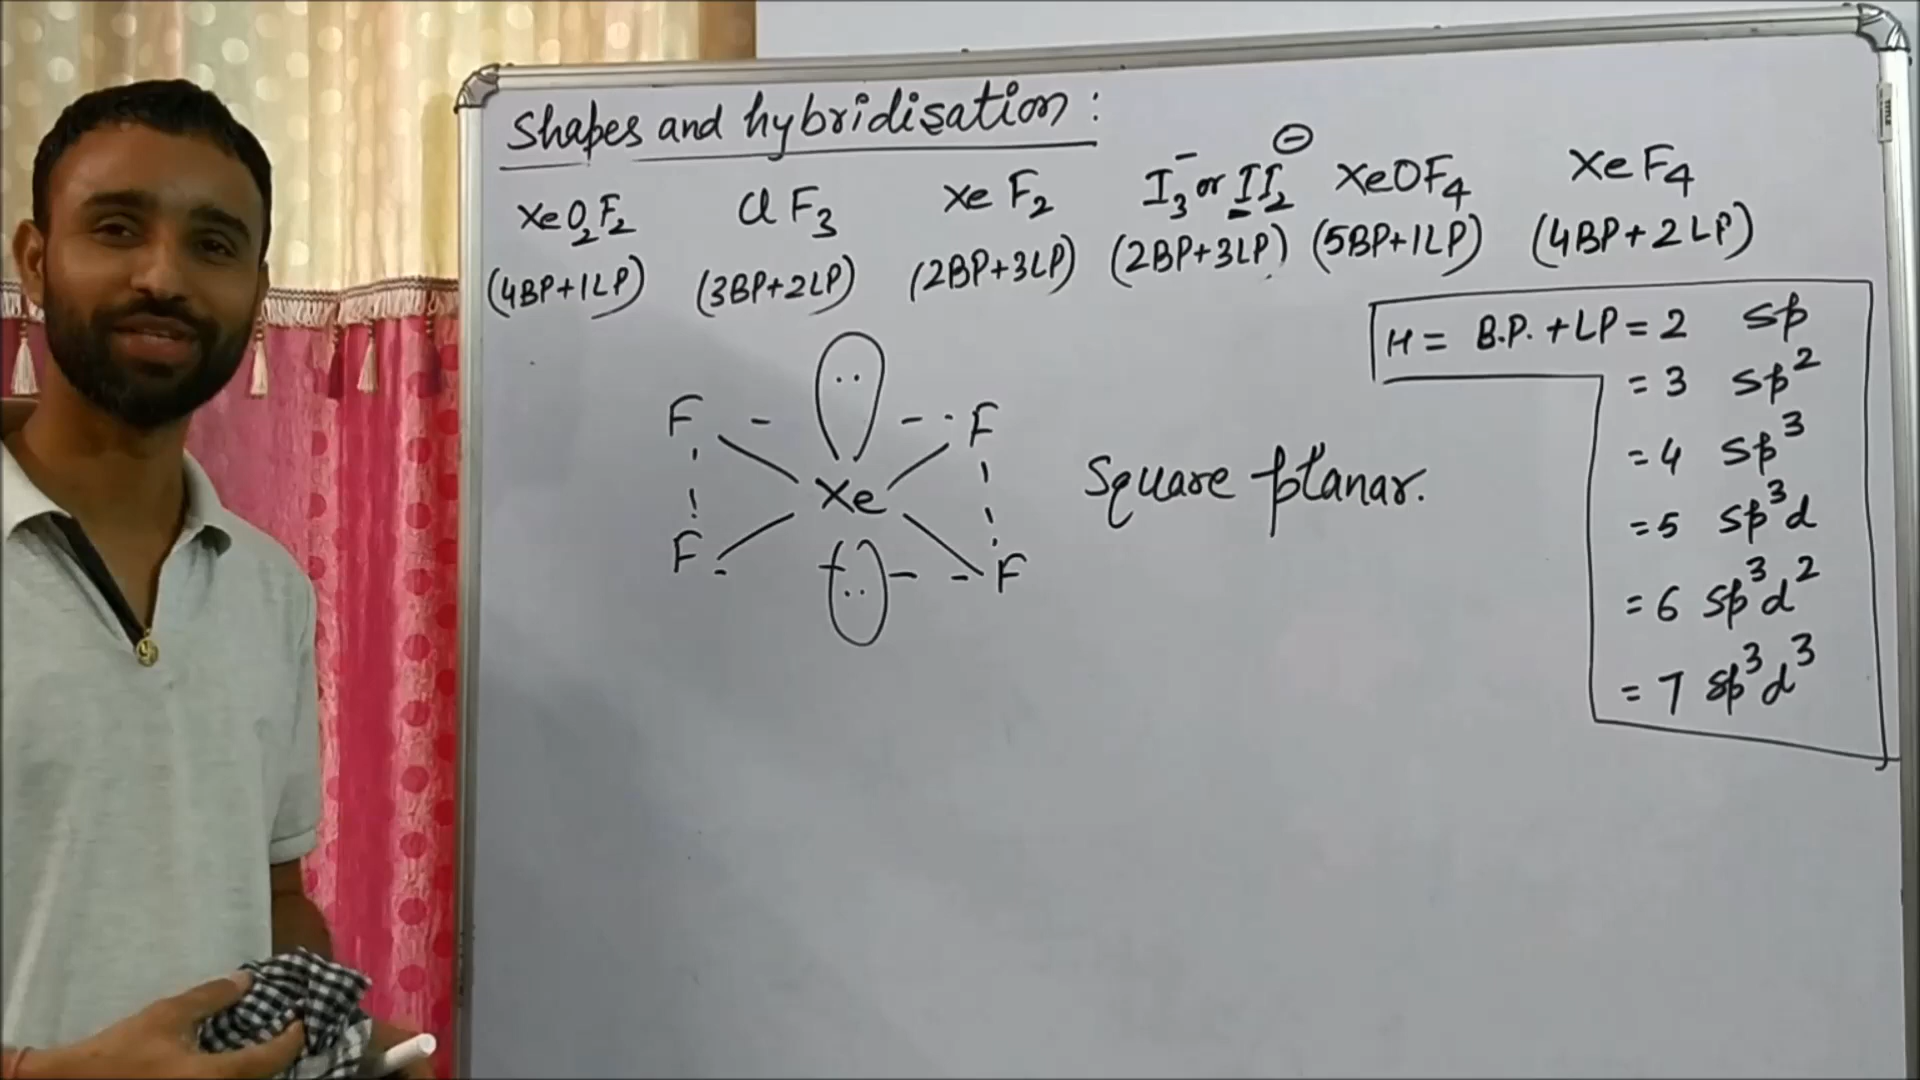 Shapes and hybridisation :
XeO₂F₂ ClF₃ XeF₂ I₃⁻ or II₂⁻ XeOF₄ XeF₄
(4BP+1LP) (3BP+2LP) (2BP+3LP) (2BP+3LP) (5BP+1LP) (4BP+2LP)
H = B.P. + LP = 2 sp
= 3 sp²
= 4 sp³
= 5 sp³d
= 6 sp³d²
= 7 sp³d³
F F
Xe
F F
Square planar.